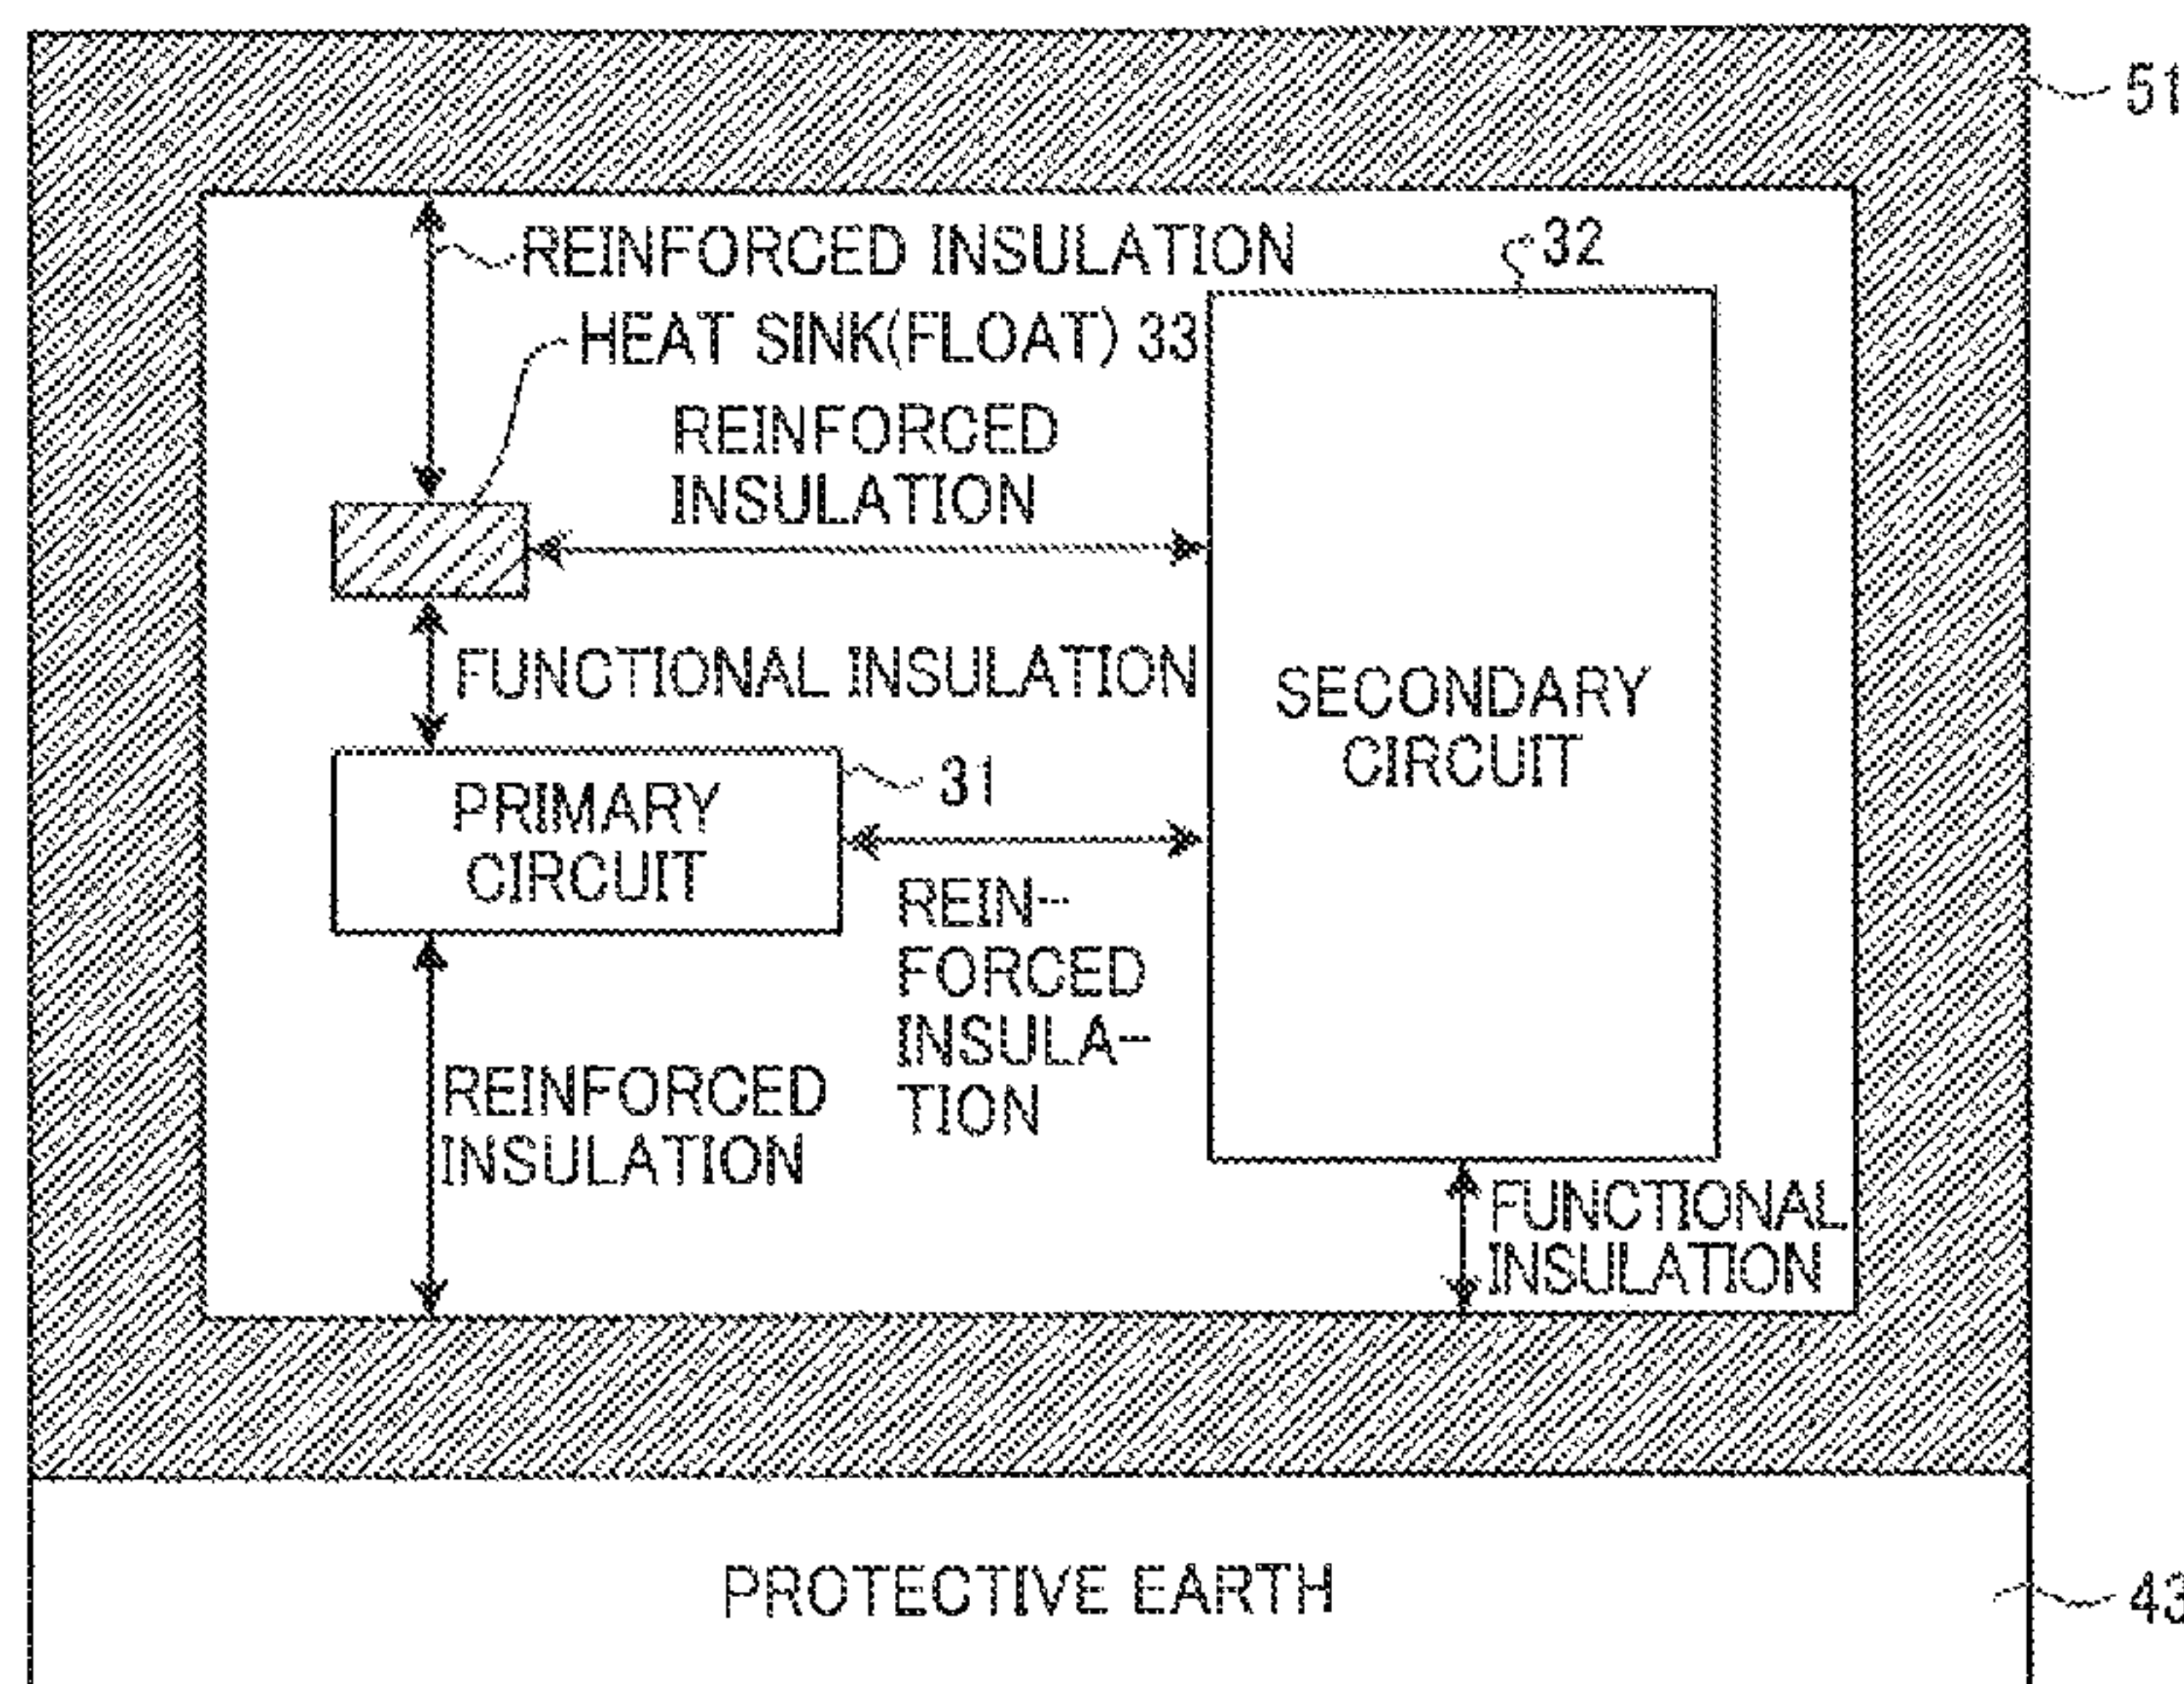 51
REINFORCED INSULATION
32
HEAT SINK(FLOAT) 33
REINFORCED
INSULATION
FUNCTIONAL INSULATION
SECONDARY
CIRCUIT
31
PRIMARY
CIRCUIT
REIN-
FORCED
INSULA-
TION
REINFORCED
INSULATION
FUNCTIONAL
INSULATION
PROTECTIVE EARTH
43